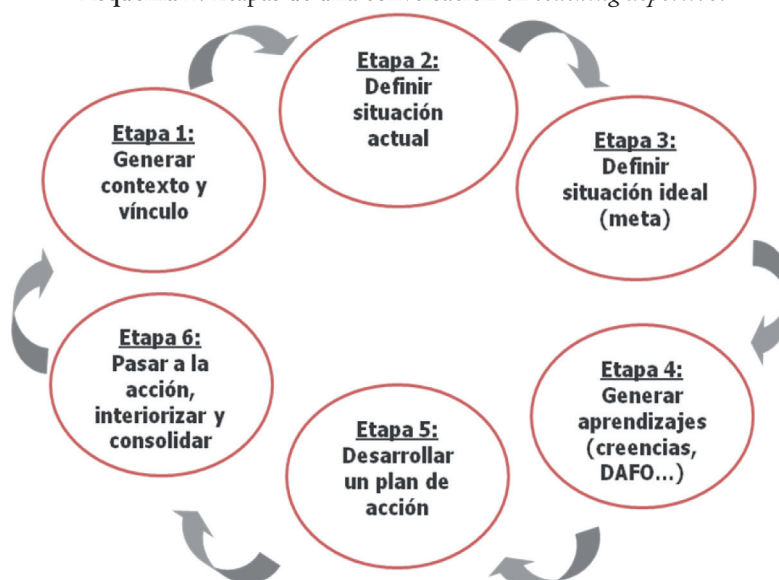 Etapa 1:
Generar
contexto y
vínculo
Etapa 2:
Definir
situación
actual
Etapa 3:
Definir
situación ideal
(meta)
Etapa 4:
Generar
aprendizajes
(creencias,
DAFO...)
Etapa 5:
Desarrollar
un plan de
acción
Etapa 6:
Pasar a la
acción,
interiorizar y
consolidar